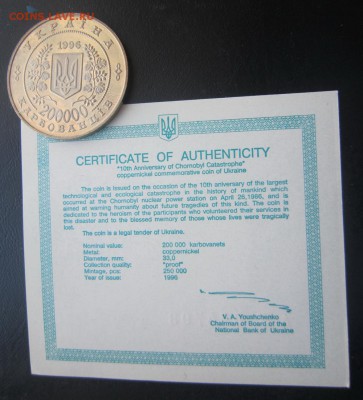 COINS.LAVE.RU
УКРАЇНА
1996
200000
КАРБОВАНЦІВ
CERTIFICATE OF AUTHENTICITY
"10th Anniversary of Chornobyl Catastrophe"
coppernickel commemorative coin of Ukraine
The coin is issued on the occasion of the 10th anniversary of the largest
technological and ecological catastrophe in the history of mankind which
occurred at the Chornobyl nuclear power station on April 26,1986, and is
aimed at warning humanity about future tragedies of this kind. The coin is
dedicated to the heroism of the participants who volunteered their services in
this disaster and to the blessed memory of those whose lives were tragically
lost.
The coin is a legal tender of Ukraine.
Nominal value: 200 000 karbovanets
Metal: coppernickel
Diameter, mm: 33,0
Collection quality: "proof"
Mintage, pcs: 250 000
Year of issue: 1996
V. A. Youshchenko
Chairman of Board of the
National Bank of Ukraine